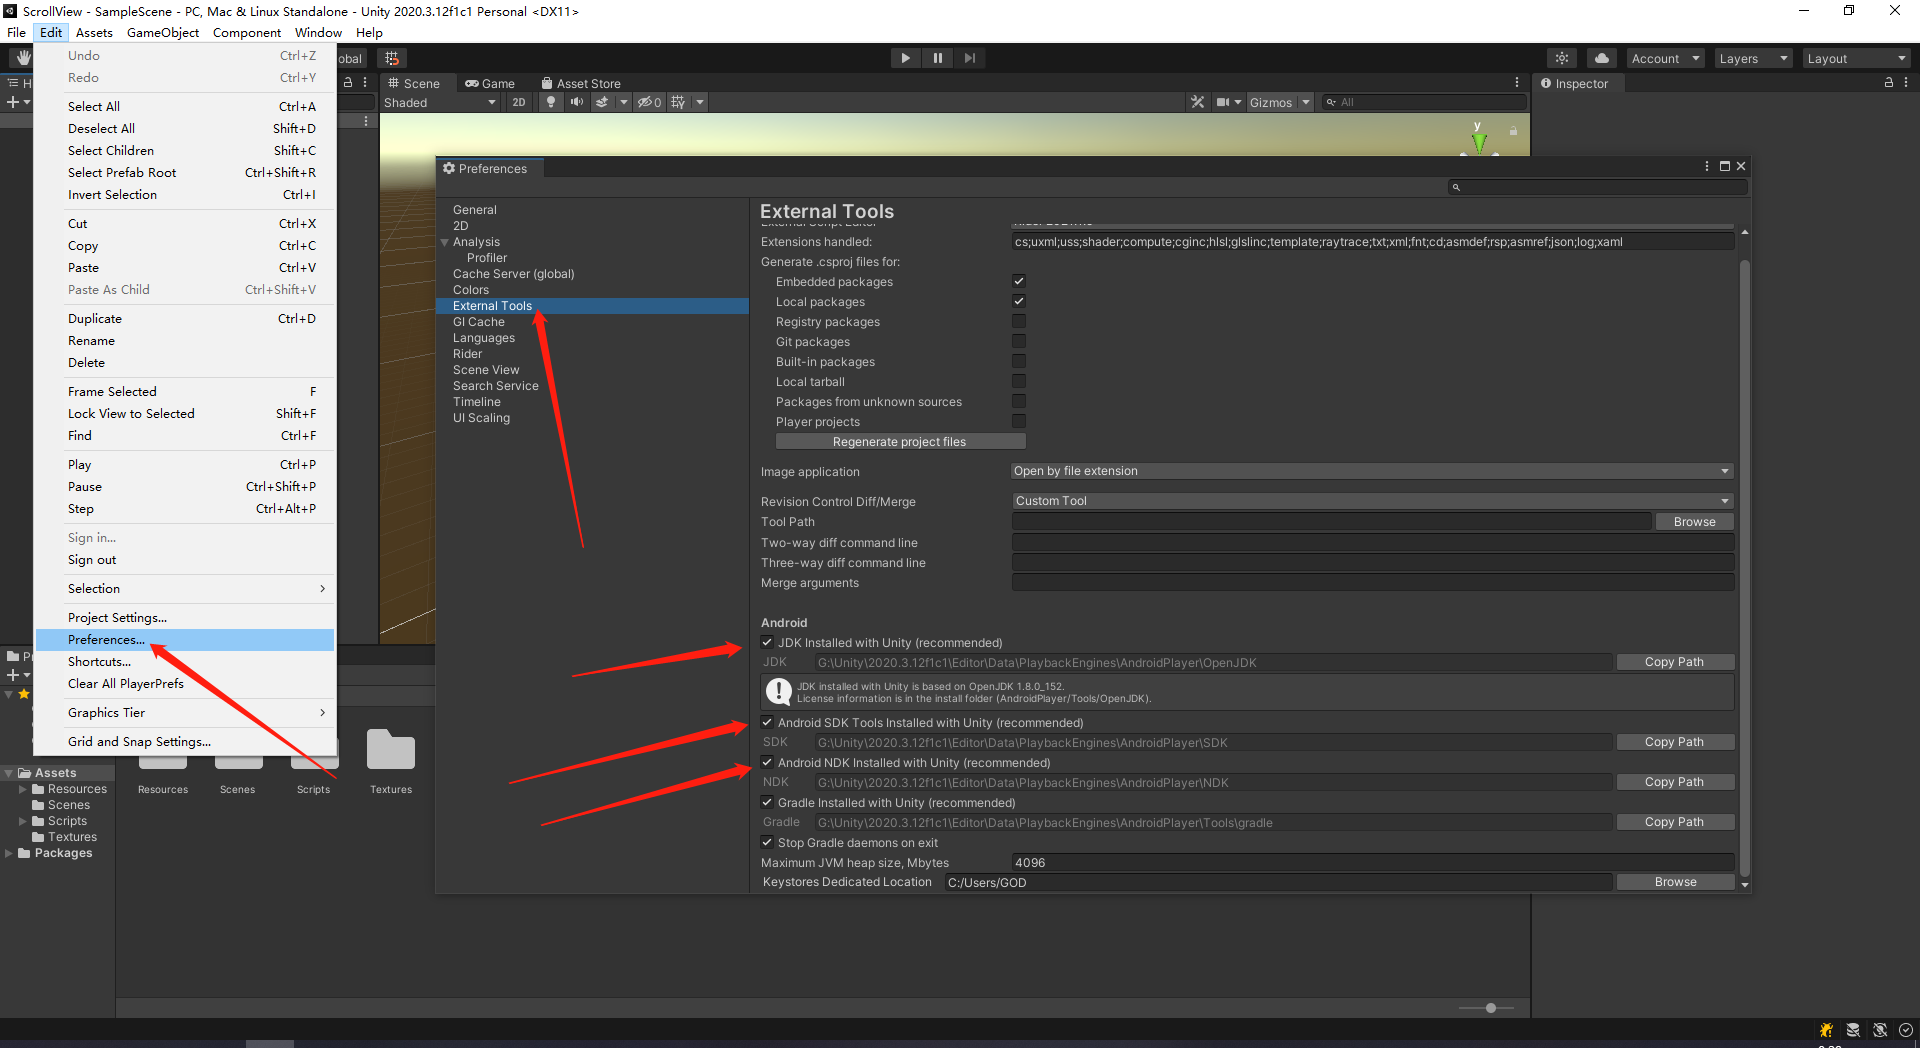 ScrollView - SampleScene - PC, Mac & Linux Standalone - Unity 2020.3.12f1c1 Personal <DX11>
File Edit Assets GameObject Component Window Help
Undo Ctrl+Z
Redo Ctrl+Y
Select All Ctrl+A
Deselect All Shift+D
Select Children Shift+C
Select Prefab Root Ctrl+Shift+R
Invert Selection Ctrl+I
Cut Ctrl+X
Copy Ctrl+C
Paste Ctrl+V
Paste As Child Ctrl+Shift+V
Duplicate Ctrl+D
Rename
Delete
Frame Selected F
Lock View to Selected Shift+F
Find Ctrl+F
Play Ctrl+P
Pause Ctrl+Shift+P
Step Ctrl+Alt+P
Sign in...
Sign out
Selection
Project Settings...
Preferences...
Shortcuts...
Clear All PlayerPrefs
Graphics Tier
Grid and Snap Settings...
obal
Account Layers Layout
H
Scene Game Asset Store
Inspector
Shaded 2D 0 Gizmos All
y
Preferences
General
2D
Analysis
Profiler
Cache Server (global)
Colors
External Tools
GI Cache
Languages
Rider
Scene View
Search Service
Timeline
UI Scaling
External Tools
External Script Editor
Extensions handled: cs;uxml;uss;shader;compute;cginc;hlsl;glslinc;template;raytrace;txt;xml;fnt;cd;asmdef;rsp;asmref;json;log;xaml
Generate .csproj files for:
Embedded packages
Local packages
Registry packages
Git packages
Built-in packages
Local tarball
Packages from unknown sources
Player projects
Regenerate project files
Image application Open by file extension
Revision Control Diff/Merge Custom Tool
Tool Path Browse
Two-way diff command line
Three-way diff command line
Merge arguments
Android
JDK Installed with Unity (recommended)
JDK G:\Unity\2020.3.12f1c1\Editor\Data\PlaybackEngines\AndroidPlayer\OpenJDK Copy Path
JDK installed with Unity is based on OpenJDK 1.8.0_152.
License information is in the install folder (AndroidPlayer/Tools/OpenJDK).
Android SDK Tools Installed with Unity (recommended)
SDK G:\Unity\2020.3.12f1c1\Editor\Data\PlaybackEngines\AndroidPlayer\SDK Copy Path
Android NDK Installed with Unity (recommended)
NDK G:\Unity\2020.3.12f1c1\Editor\Data\PlaybackEngines\AndroidPlayer\NDK Copy Path
Gradle Installed with Unity (recommended)
Gradle G:\Unity\2020.3.12f1c1\Editor\Data\PlaybackEngines\AndroidPlayer\Tools\gradle Copy Path
Stop Gradle daemons on exit
Maximum JVM heap size, Mbytes 4096
Keystores Dedicated Location C:/Users/GOD Browse
Assets
Resources
Scenes
Scripts
Textures
Packages
Resources Scenes Scripts Textures